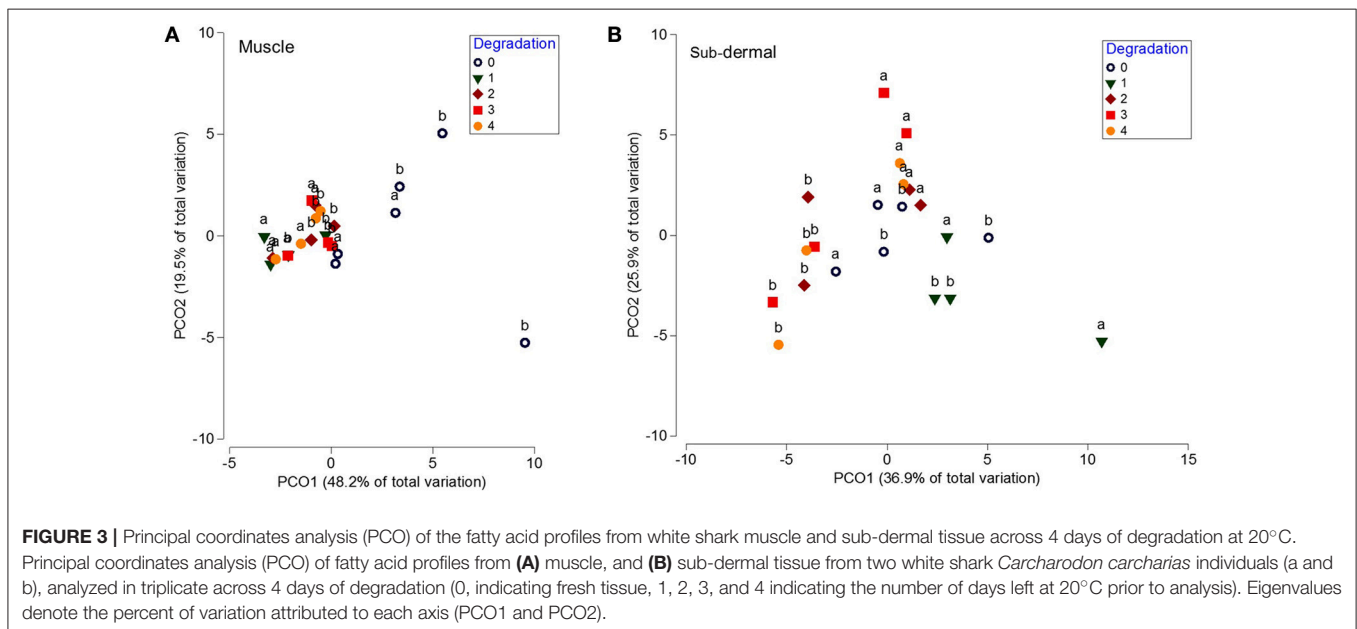 A
Muscle
Degradation
0
1
2
3
4
10
5
0
-5
-10
PCO2 (19.5% of total variation)
-5
0
5
10
PCO1 (48.2% of total variation)
b
b
a
b
a
a
a
b
a
b
b
b
a
a
b
a
a
B
Sub-dermal
Degradation
0
1
2
3
4
10
5
0
-5
-10
PCO2 (25.9% of total variation)
-10
-5
0
5
10
15
PCO1 (36.9% of total variation)
a
a
a
a
a
b
a
b
a
a
b
b
b
b
b
a
b
b
b
b
b
a
FIGURE 3 | Principal coordinates analysis (PCO) of the fatty acid profiles from white shark muscle and sub-dermal tissue across 4 days of degradation at 20°C.
Principal coordinates analysis (PCO) of fatty acid profiles from (A) muscle, and (B) sub-dermal tissue from two white shark Carcharodon carcharias individuals (a and
b), analyzed in triplicate across 4 days of degradation (0, indicating fresh tissue, 1, 2, 3, and 4 indicating the number of days left at 20°C prior to analysis). Eigenvalues
denote the percent of variation attributed to each axis (PCO1 and PCO2).